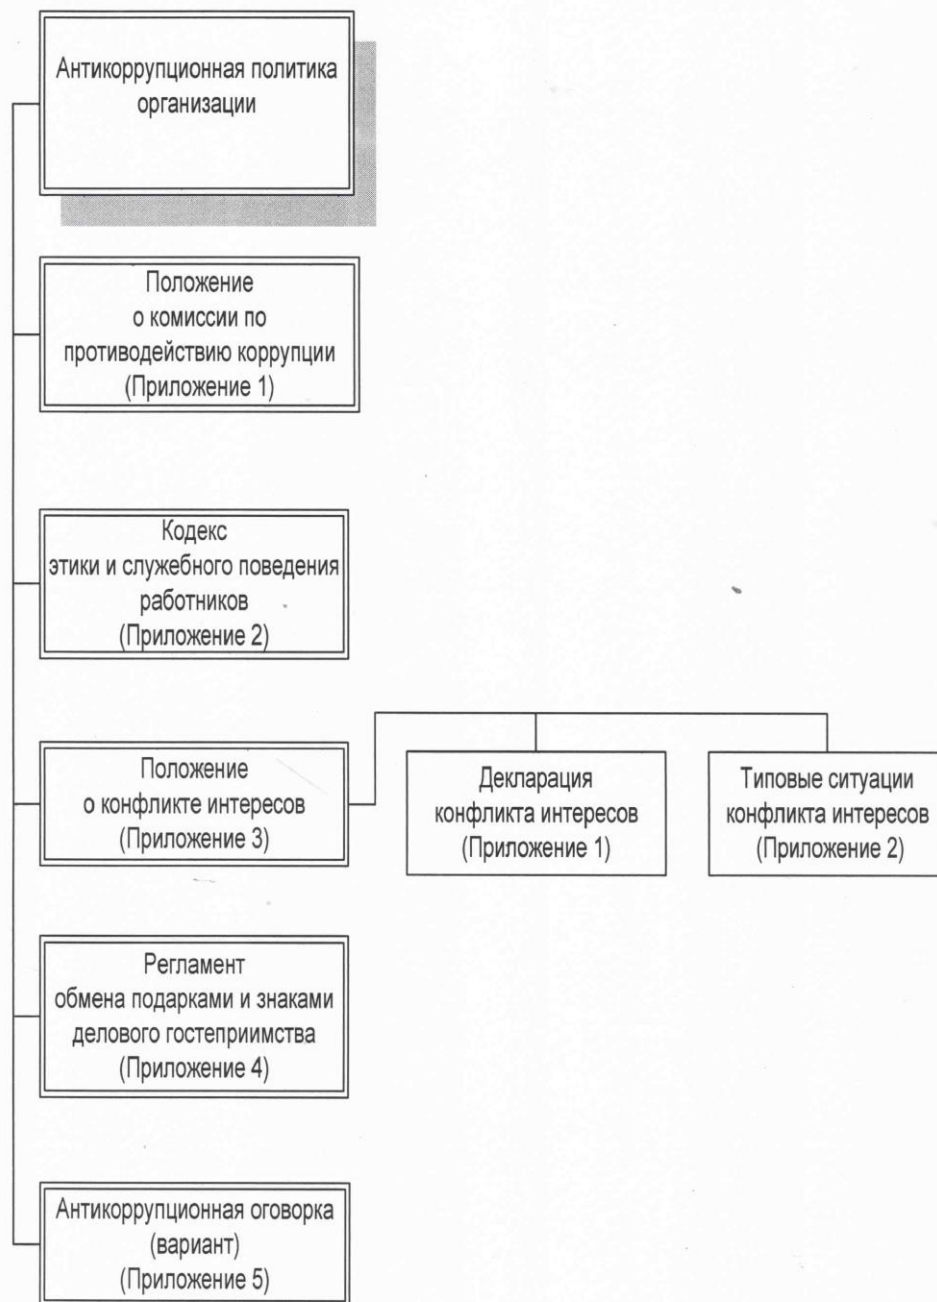 Антикоррупционная политика
организации
Положение
о комиссии по
противодействию коррупции
(Приложение 1)
Кодекс
этики и служебного поведения
работников
(Приложение 2)
Положение
о конфликте интересов
(Приложение 3)
Декларация
конфликта интересов
(Приложение 1)
Типовые ситуации
конфликта интересов
(Приложение 2)
Регламент
обмена подарками и знаками
делового гостеприимства
(Приложение 4)
Антикоррупционная оговорка
(вариант)
(Приложение 5)